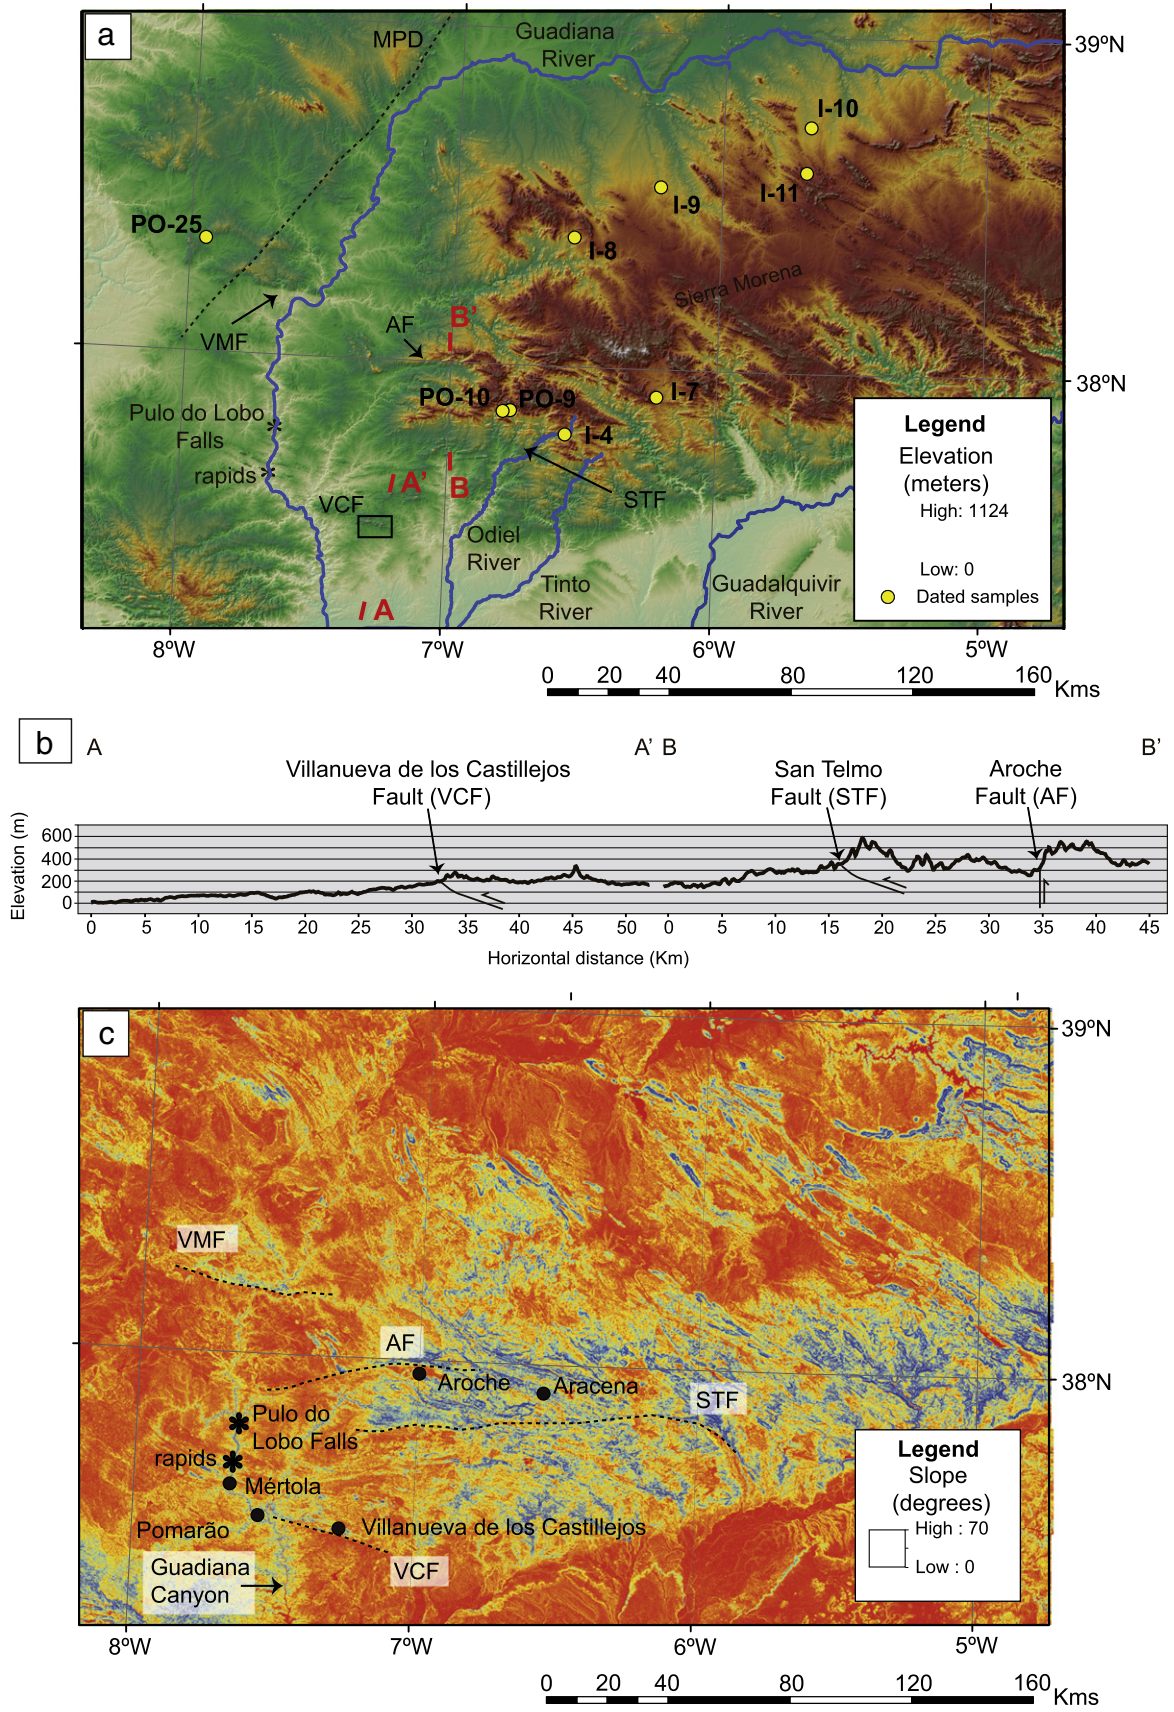 a
MPD
Guadiana
River
39ºN
I-10
I-11
I-9
PO-25
I-8
Sierra Morena
VMF
AF
B'
38ºN
PO-10
PO-9
I-7
I-4
Pulo do Lobo
Falls
rapids
A'
B
VCF
STF
Odiel
River
Tinto
River
Guadalquivir
River
A
Legend
Elevation
(meters)
High: 1124
Low: 0
Dated samples
8ºW
7ºW
6ºW
5ºW
0 20 40 80 120 160
Kms
b
A
A' B
B'
Villanueva de los Castillejos
Fault (VCF)
San Telmo
Fault (STF)
Aroche
Fault (AF)
Elevation (m)
600
400
200
0
0 5 10 15 20 25 30 35 40 45 50 0 5 10 15 20 25 30 35 40 45
Horizontal distance (Km)
c
39ºN
VMF
AF
Aroche
Aracena
38ºN
STF
Pulo do
Lobo Falls
rapids
Mértola
Pomarão
Villanueva de los Castillejos
VCF
Guadiana
Canyon
Legend
Slope
(degrees)
High : 70
Low : 0
8ºW
7ºW
6ºW
5ºW
0 20 40 80 120 160
Kms